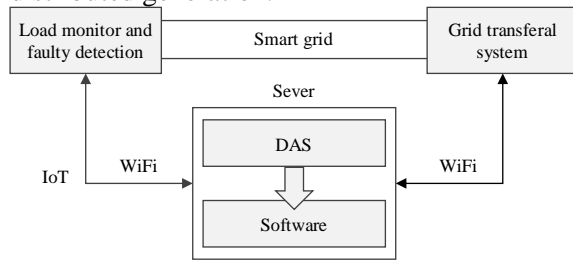 distributed generation.
Load monitor and
faulty detection
Smart grid
Grid transferal
system
Sever
DAS
WiFi
WiFi
IoT
Software